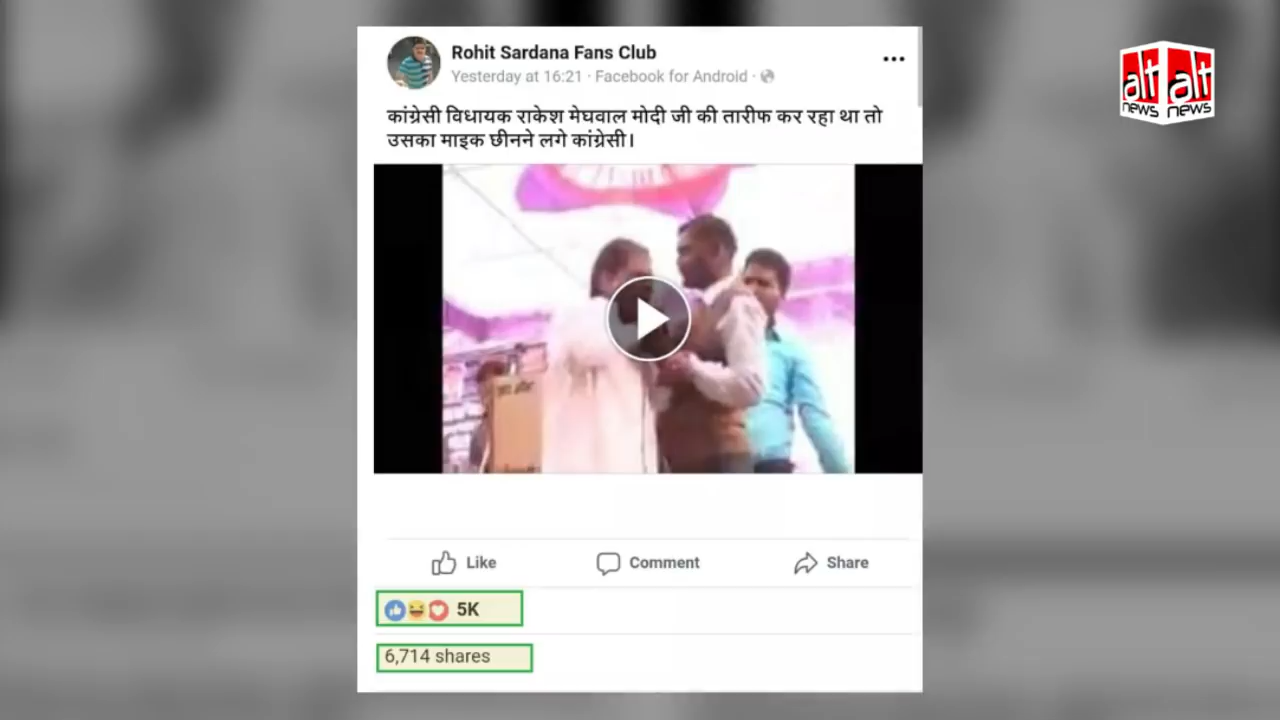 Rohit Sardana Fans Club
Yesterday at 16:21 · Facebook for Android ·
कांग्रेसी विधायक राकेश मेघवाल मोदी जी की तारीफ कर रहा था तो
उसका माइक छीनने लगे कांग्रेसी।
Like
Comment
Share
5K
6,714 shares
alt news
alt news